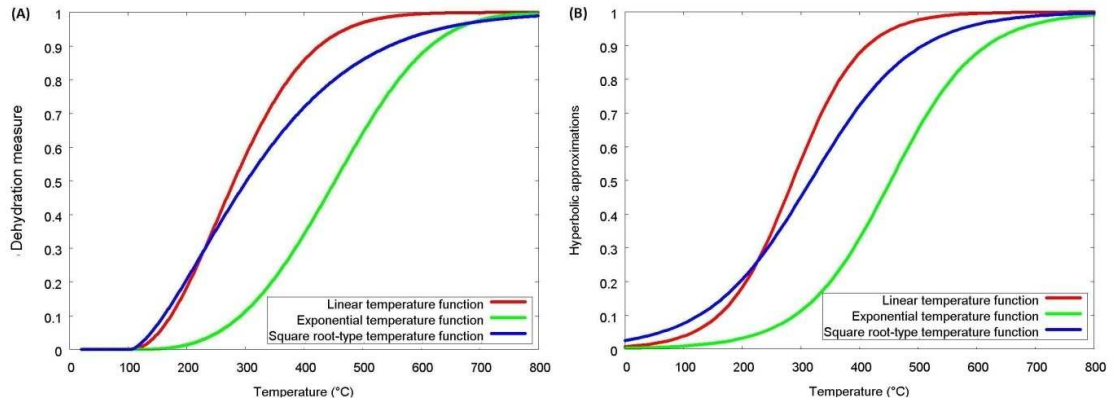 (A)
Dehydration measure
1
0.9
0.8
0.7
0.6
0.5
0.4
0.3
0.2
0.1
0
Linear temperature function
Exponential temperature function
Square root-type temperature function
0 100 200 300 400 500 600 700 800
Temperature (°C)
(B)
Hyperbolic approximations
1
0.9
0.8
0.7
0.6
0.5
0.4
0.3
0.2
0.1
0
Linear temperature function
Exponential temperature function
Square root-type temperature function
0 100 200 300 400 500 600 700 800
Temperature (°C)